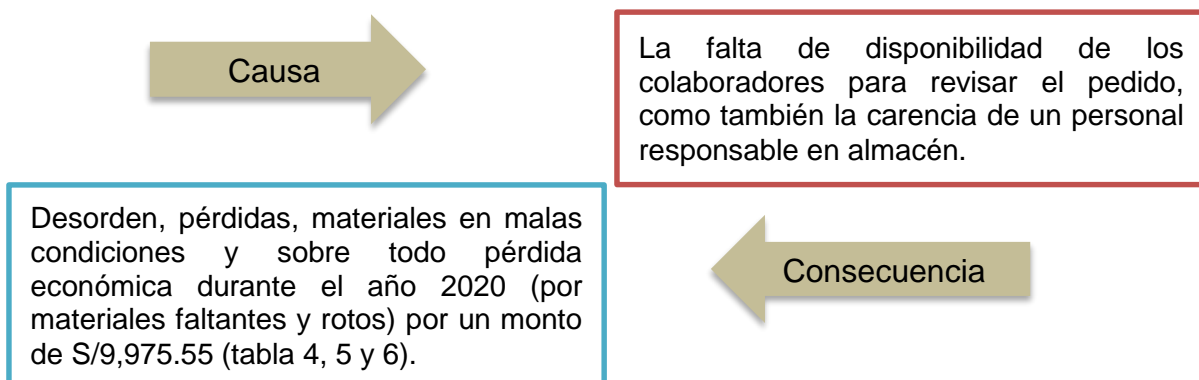 Causa
La falta de disponibilidad de los
colaboradores para revisar el pedido,
como también la carencia de un personal
responsable en almacén.
Consecuencia
Desorden, pérdidas, materiales en malas
condiciones y sobre todo pérdida
económica durante el año 2020 (por
materiales faltantes y rotos) por un monto
de S/9,975.55 (tabla 4, 5 y 6).